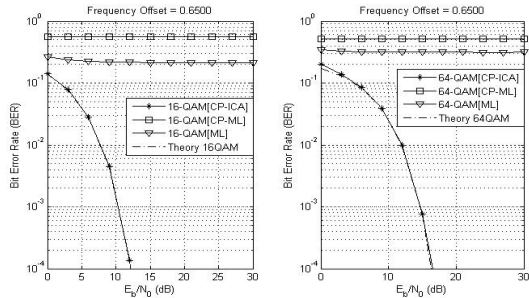 Frequency Offset = 0.6500
Bit Error Rate (BER)
10^0
10^-1
10^-2
10^-3
10^-4
16-QAM[CP-ICA]
16-QAM[CP-ML]
16-QAM[ML]
Theory 16QAM
0 5 10 15 20 25 30
E_b/N_0 (dB)
Frequency Offset = 0.6500
Bit Error Rate (BER)
10^0
10^-1
10^-2
10^-3
10^-4
64-QAM[CP-ICA]
64-QAM[CP-ML]
64-QAM[ML]
Theory 64QAM
0 10 20 30
E_b/N_0 (dB)